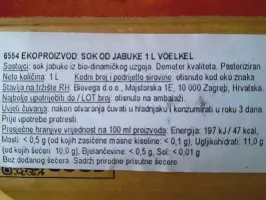 6554 EKOPROIZVOD: SOK OD JABUKE 1 L VOELKEL
Sastojci: sok jabuke iz bio-dinamičkog uzgoja. Demeter kvaliteta. Pasteriziran.
Neto količina: 1 L Kodni broj i podrijetlo sirovine: otisnuto kod eko znaka.
Stavlja na tržište RH: Biovega d.o.o., Majstorska 1E, 10 000 Zagreb, Hrvatska.
Najbolje upotrijebiti do / LOT broj: otisnuto na ambalaži.
Uvjeti čuvanja: nakon otvaranja čuvati u hladnjaku i konzumirati u roku 3 dana.
Prije upotrebe protresti.
Prosječne hranjive vrijednost na 100 ml proizvoda: Energija: 197 kJ / 47 kcal,
Masti: < 0,5 g (od kojih zasićene masne kiseline: < 0,1 g), Ugljikohidrati: 11,0 g
(od kojih šećeri: 10,0 g), Bjelančevine: < 0,5 g, Sol: < 0,01 g
Bez dodanog šećera. Sadrži prirodno prisutne šećere